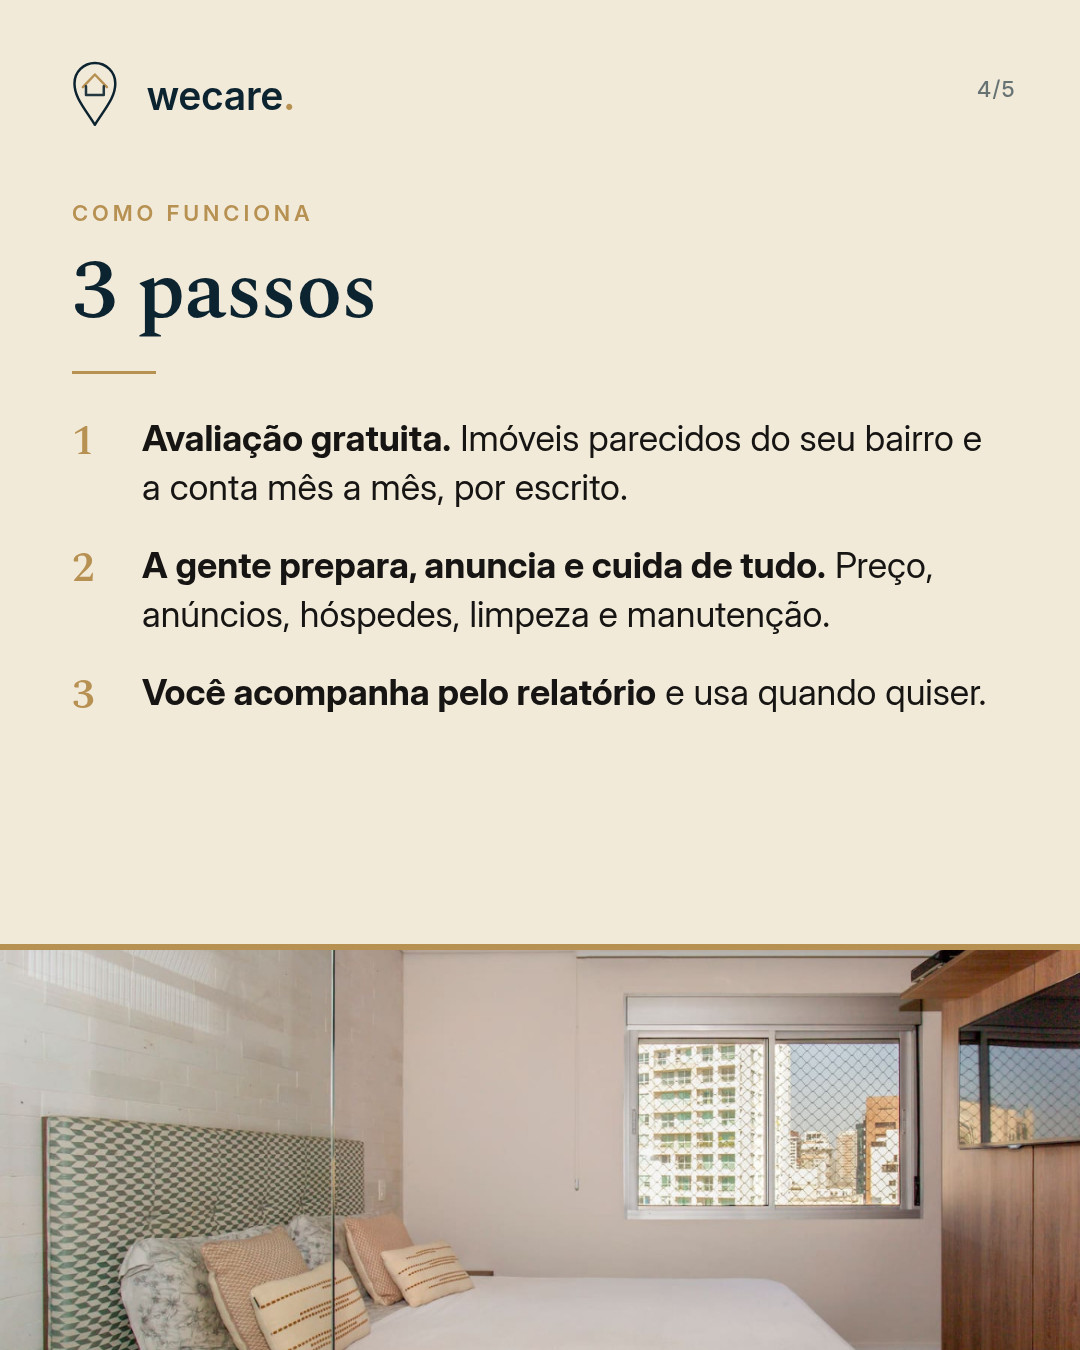 wecare.
4/5
COMO FUNCIONA
3 passos
1 Avaliação gratuita. Imóveis parecidos do seu bairro e
a conta mês a mês, por escrito.
2 A gente prepara, anuncia e cuida de tudo. Preço,
anúncios, hóspedes, limpeza e manutenção.
3 Você acompanha pelo relatório e usa quando quiser.